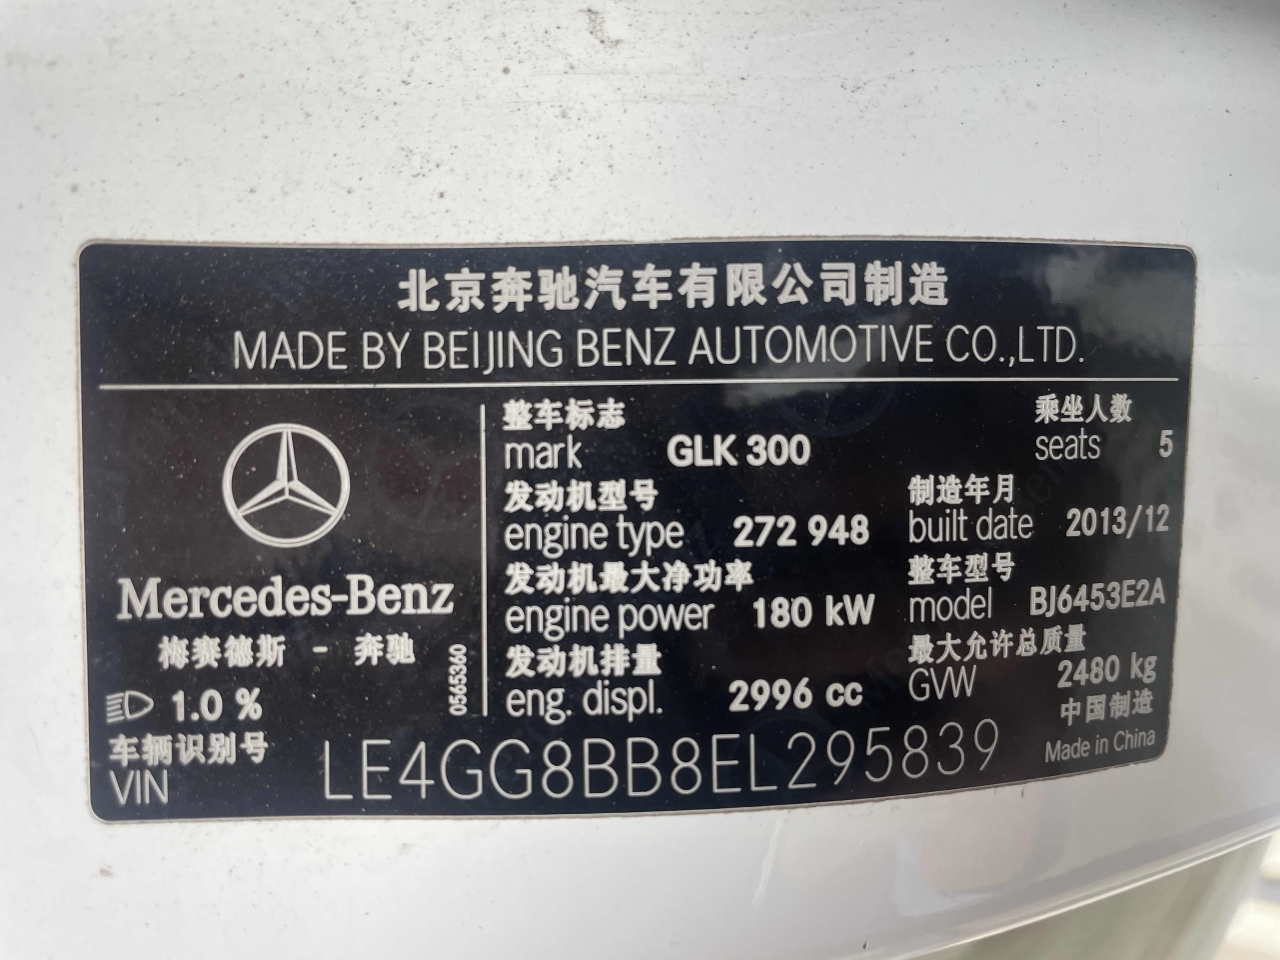 北京奔驰汽车有限公司制造
MADE BY BEIJING BENZ AUTOMOTIVE CO.,LTD.
Mercedes-Benz
梅赛德斯 - 奔驰
1.0 %
0565360
整车标志
mark GLK 300
乘坐人数
seats 5
发动机型号
engine type 272 948
制造年月
built date 2013/12
发动机最大净功率
engine power 180 kW
整车型号
model BJ6453E2A
发动机排量
eng. displ. 2996 cc
最大允许总质量
GVW 2480 kg
中国制造
Made in China
车辆识别号
VIN LE4GG8BB8EL295839